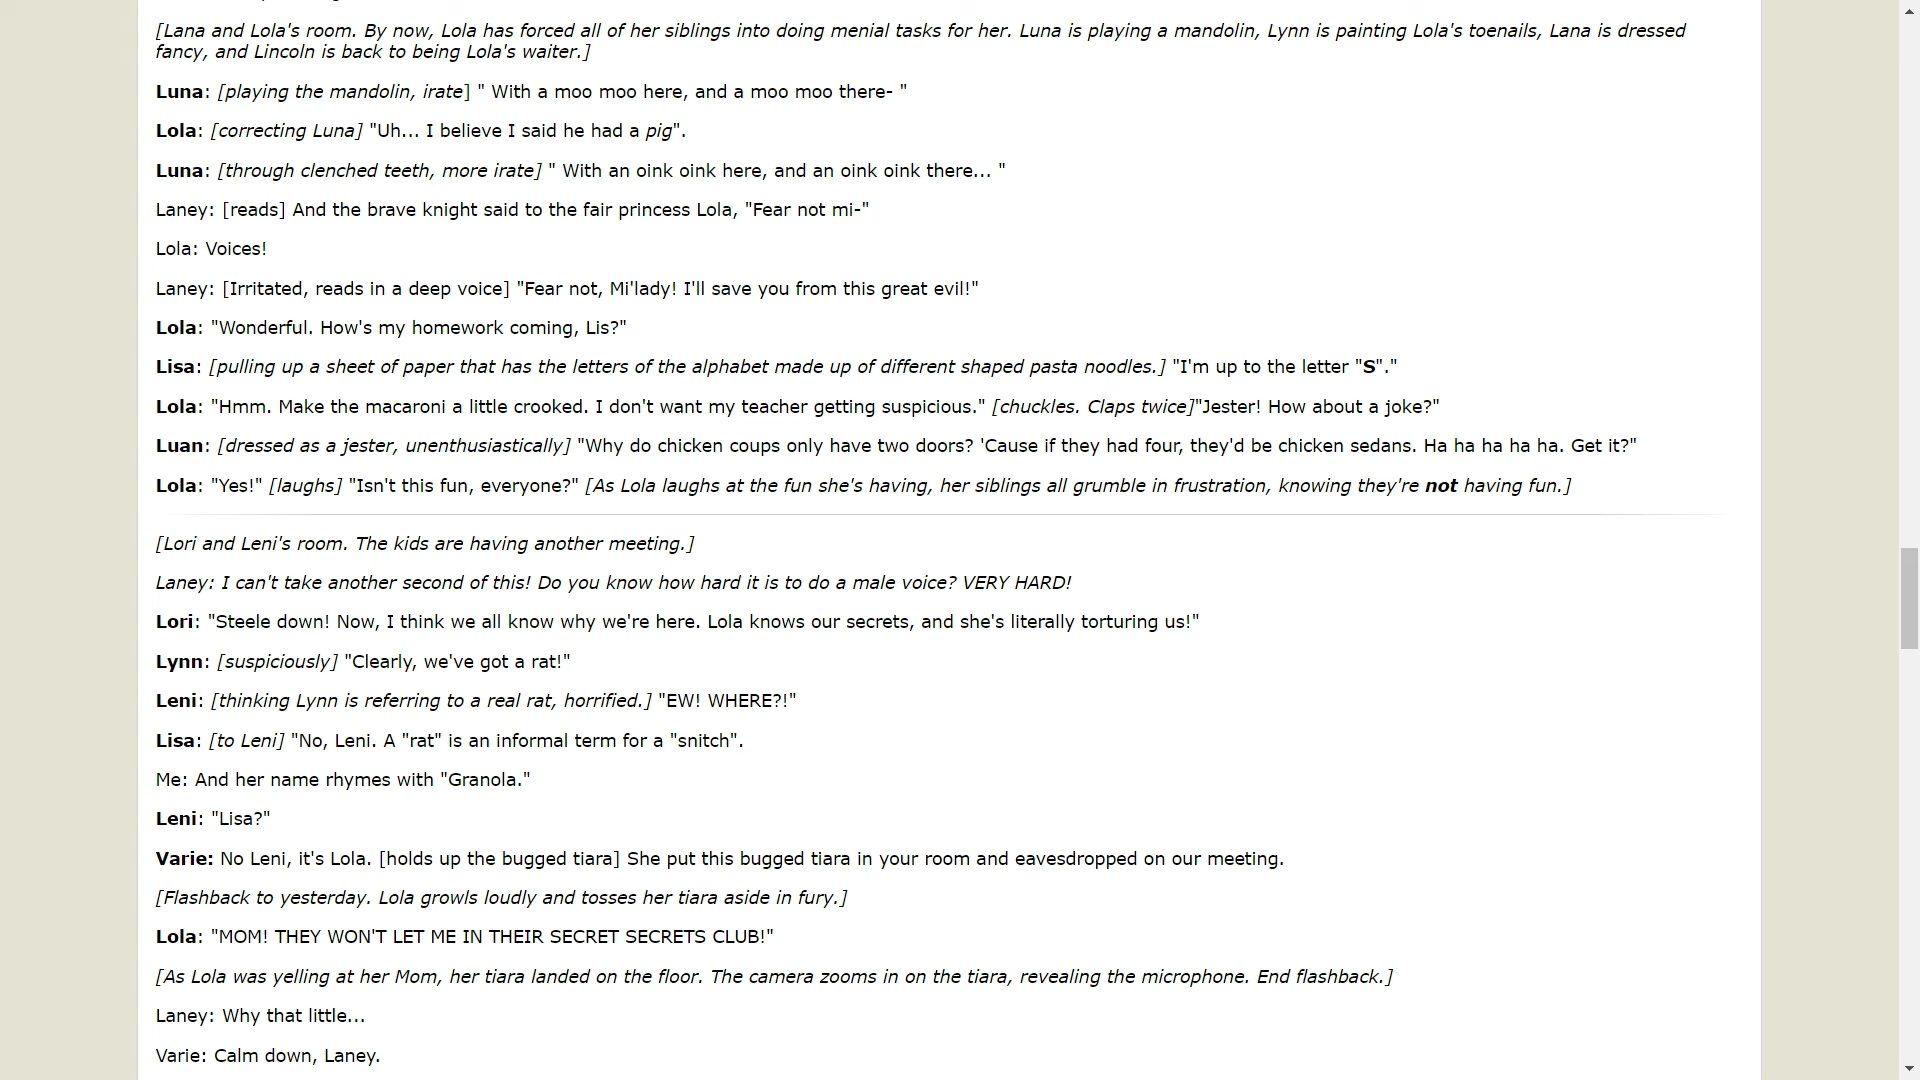 [Lana and Lola's room. By now, Lola has forced all of her siblings into doing menial tasks for her. Luna is playing a mandolin, Lynn is painting Lola's toenails, Lana is dressed
fancy, and Lincoln is back to being Lola's waiter.]
Luna: [playing the mandolin, irate] " With a moo moo here, and a moo moo there- "
Lola: [correcting Luna] "Uh... I believe I said he had a pig".
Luna: [through clenched teeth, more irate] " With an oink oink here, and an oink oink there... "
Laney: [reads] And the brave knight said to the fair princess Lola, "Fear not mi-"
Lola: Voices!
Laney: [Irritated, reads in a deep voice] "Fear not, Mi'lady! I'll save you from this great evil!"
Lola: "Wonderful. How's my homework coming, Lis?"
Lisa: [pulling up a sheet of paper that has the letters of the alphabet made up of different shaped pasta noodles.] "I'm up to the letter "S"."
Lola: "Hmm. Make the macaroni a little crooked. I don't want my teacher getting suspicious." [chuckles. Claps twice]"Jester! How about a joke?"
Luan: [dressed as a jester, unenthusiastically] "Why do chicken coups only have two doors? 'Cause if they had four, they'd be chicken sedans. Ha ha ha ha ha. Get it?"
Lola: "Yes!" [laughs] "Isn't this fun, everyone?" [As Lola laughs at the fun she's having, her siblings all grumble in frustration, knowing they're not having fun.]
[Lori and Leni's room. The kids are having another meeting.]
Laney: I can't take another second of this! Do you know how hard it is to do a male voice? VERY HARD!
Lori: "Steele down! Now, I think we all know why we're here. Lola knows our secrets, and she's literally torturing us!"
Lynn: [suspiciously] "Clearly, we've got a rat!"
Leni: [thinking Lynn is referring to a real rat, horrified.] "EW! WHERE?!"
Lisa: [to Leni] "No, Leni. A "rat" is an informal term for a "snitch".
Me: And her name rhymes with "Granola."
Leni: "Lisa?"
Varie: No Leni, it's Lola. [holds up the bugged tiara] She put this bugged tiara in your room and eavesdropped on our meeting.
[Flashback to yesterday. Lola growls loudly and tosses her tiara aside in fury.]
Lola: "MOM! THEY WON'T LET ME IN THEIR SECRET SECRETS CLUB!"
[As Lola was yelling at her Mom, her tiara landed on the floor. The camera zooms in on the tiara, revealing the microphone. End flashback.]
Laney: Why that little...
Varie: Calm down, Laney.